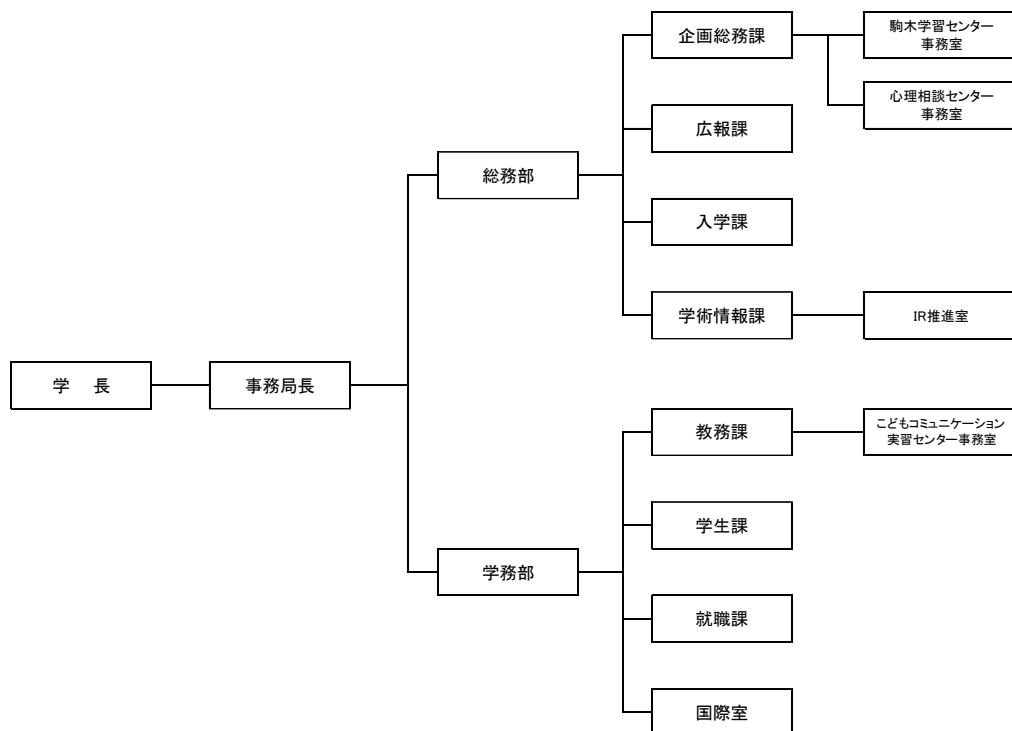 学　長
事務局長
総務部
企画総務課
駒木学習センター
事務室
心理相談センター
事務室
広報課
入学課
学術情報課
IR推進室
学務部
教務課
こどもコミュニケーション
実習センター事務室
学生課
就職課
国際室